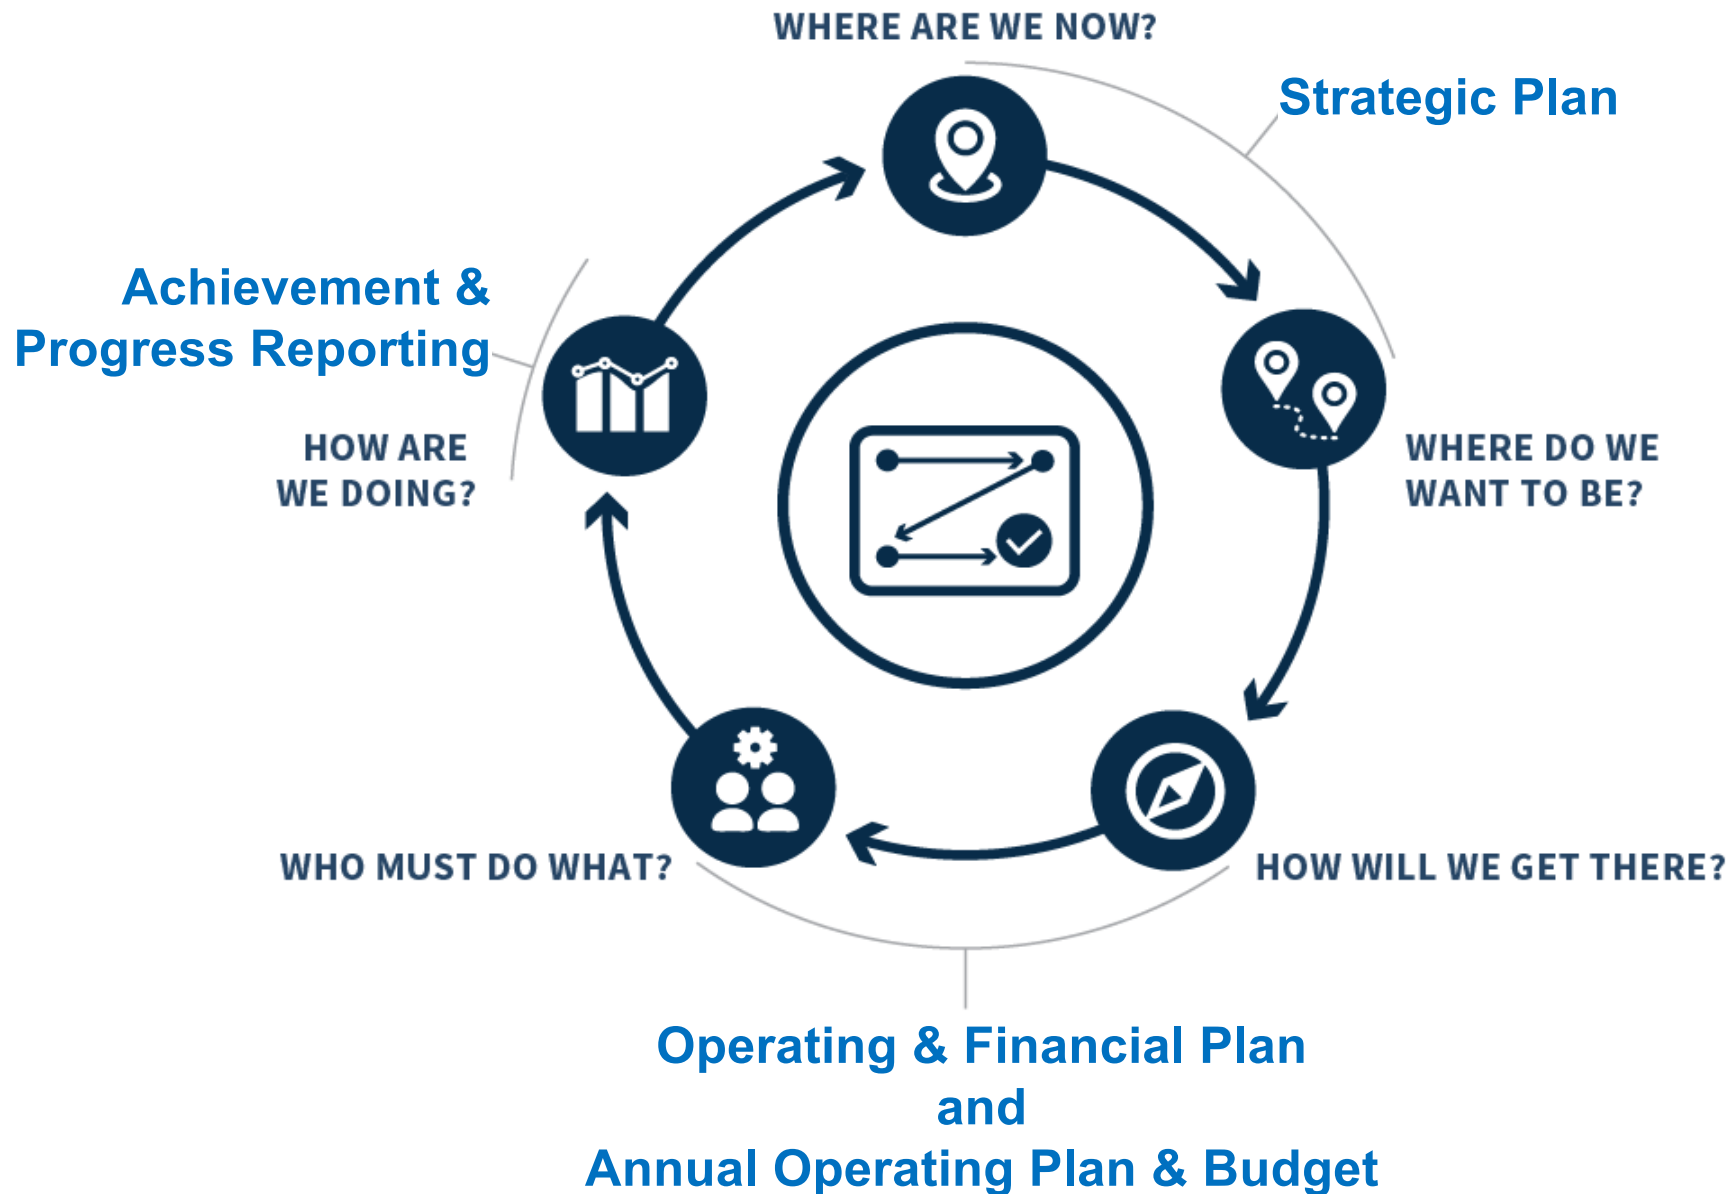 WHERE ARE WE NOW?
Strategic Plan
Achievement &
Progress Reporting
HOW ARE
WE DOING?
WHERE DO WE
WANT TO BE?
WHO MUST DO WHAT?
HOW WILL WE GET THERE?
Operating & Financial Plan
and
Annual Operating Plan & Budget